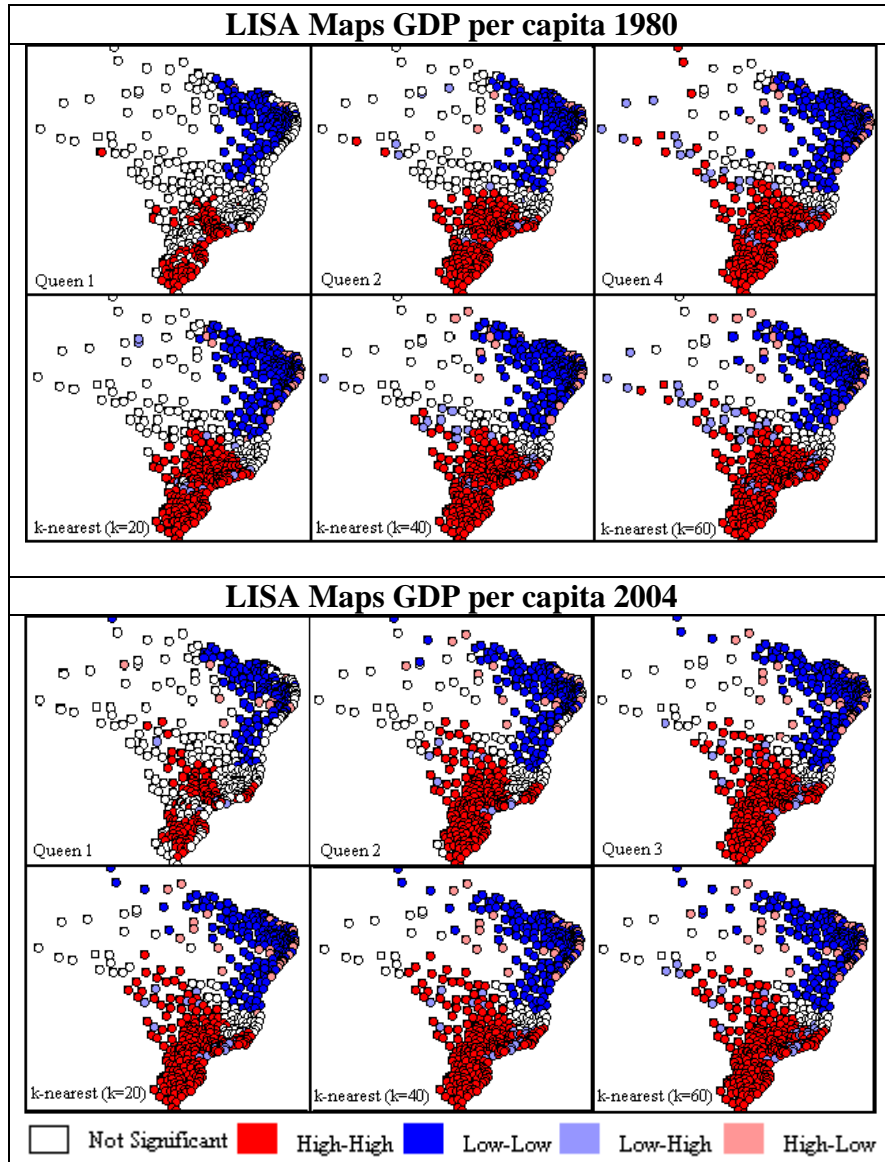 LISA Maps GDP per capita 1980
Queen 1
Queen 2
Queen 4
k-nearest (k=20)
k-nearest (k=40)
k-nearest (k=60)
LISA Maps GDP per capita 2004
Queen 1
Queen 2
Queen 3
k-nearest (k=20)
k-nearest (k=40)
k-nearest (k=60)
Not Significant High-High Low-Low Low-High High-Low